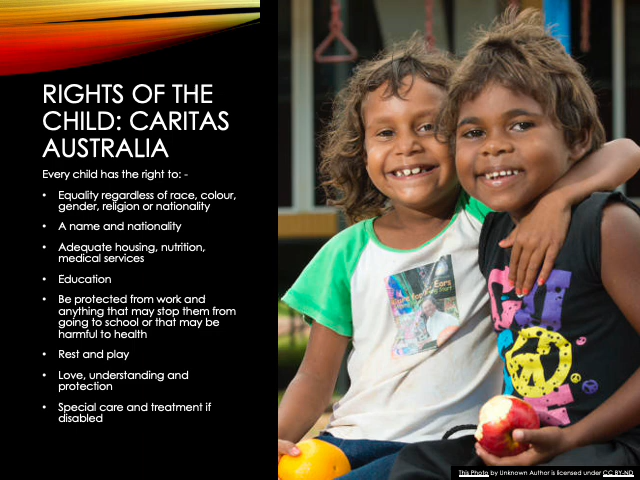 RIGHTS OF THE
CHILD: CARITAS
AUSTRALIA
Every child has the right to: -
• Equality regardless of race, colour,
gender, religion or nationality
• A name and nationality
• Adequate housing, nutrition,
medical services
• Education
• Be protected from work and
anything that may stop them from
going to school or that may be
harmful to health
• Rest and play
• Love, understanding and
protection
• Special care and treatment if
disabled
Ears
This Photo by Unknown Author is licensed under CC BY-ND